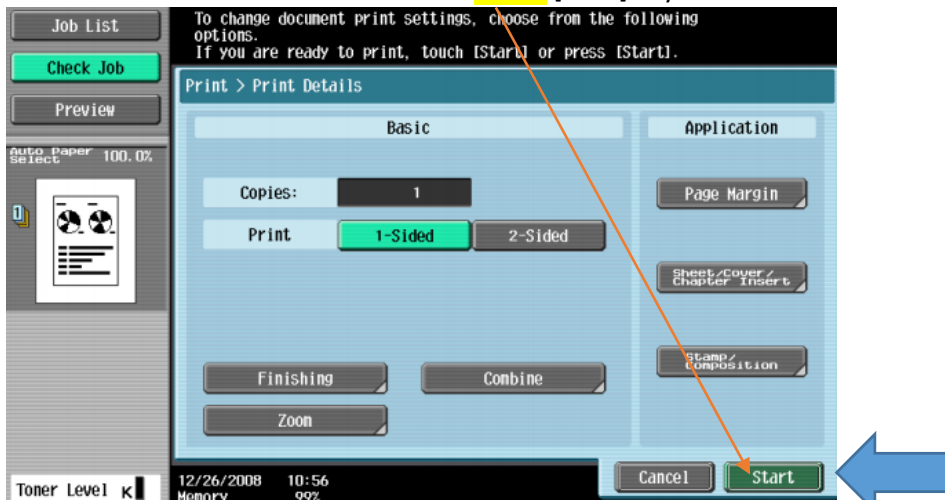 Job List
Check Job
Preview
Auto Paper
Select 100.0%
1
Toner Level K
To change document print settings, choose from the following
options.
If you are ready to print, touch [Start] or press [Start].
Print > Print Details
Basic
Copies: 1
Print 1-Sided 2-Sided
Finishing Combine
Zoom
Application
Page Margin
Sheet/Cover/
Chapter Insert
Stamp/
Composition
12/26/2008 10:56
Memory 99%
Cancel Start